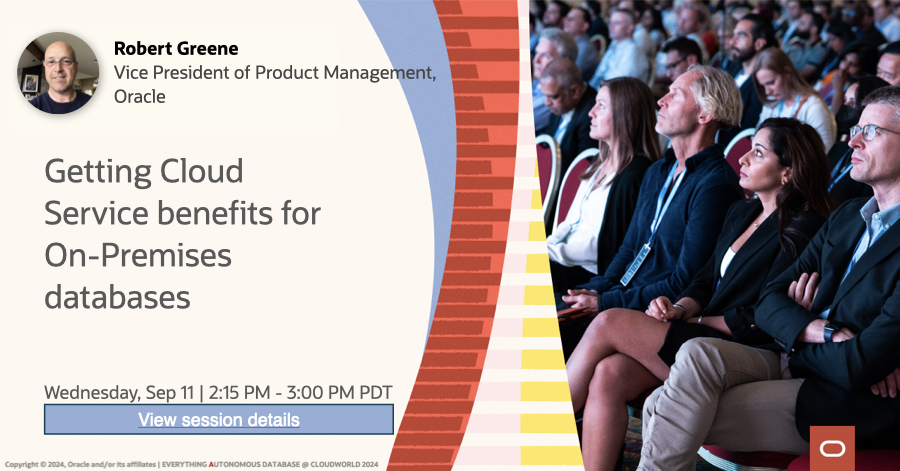 Robert Greene
Vice President of Product Management,
Oracle
Getting Cloud
Service benefits for
On-Premises
databases
Wednesday, Sep 11 | 2:15 PM - 3:00 PM PDT
View session details
Copyright © 2024, Oracle and/or its affiliates | EVERYTHING AUTONOMOUS DATABASE @ CLOUDWORLD 2024